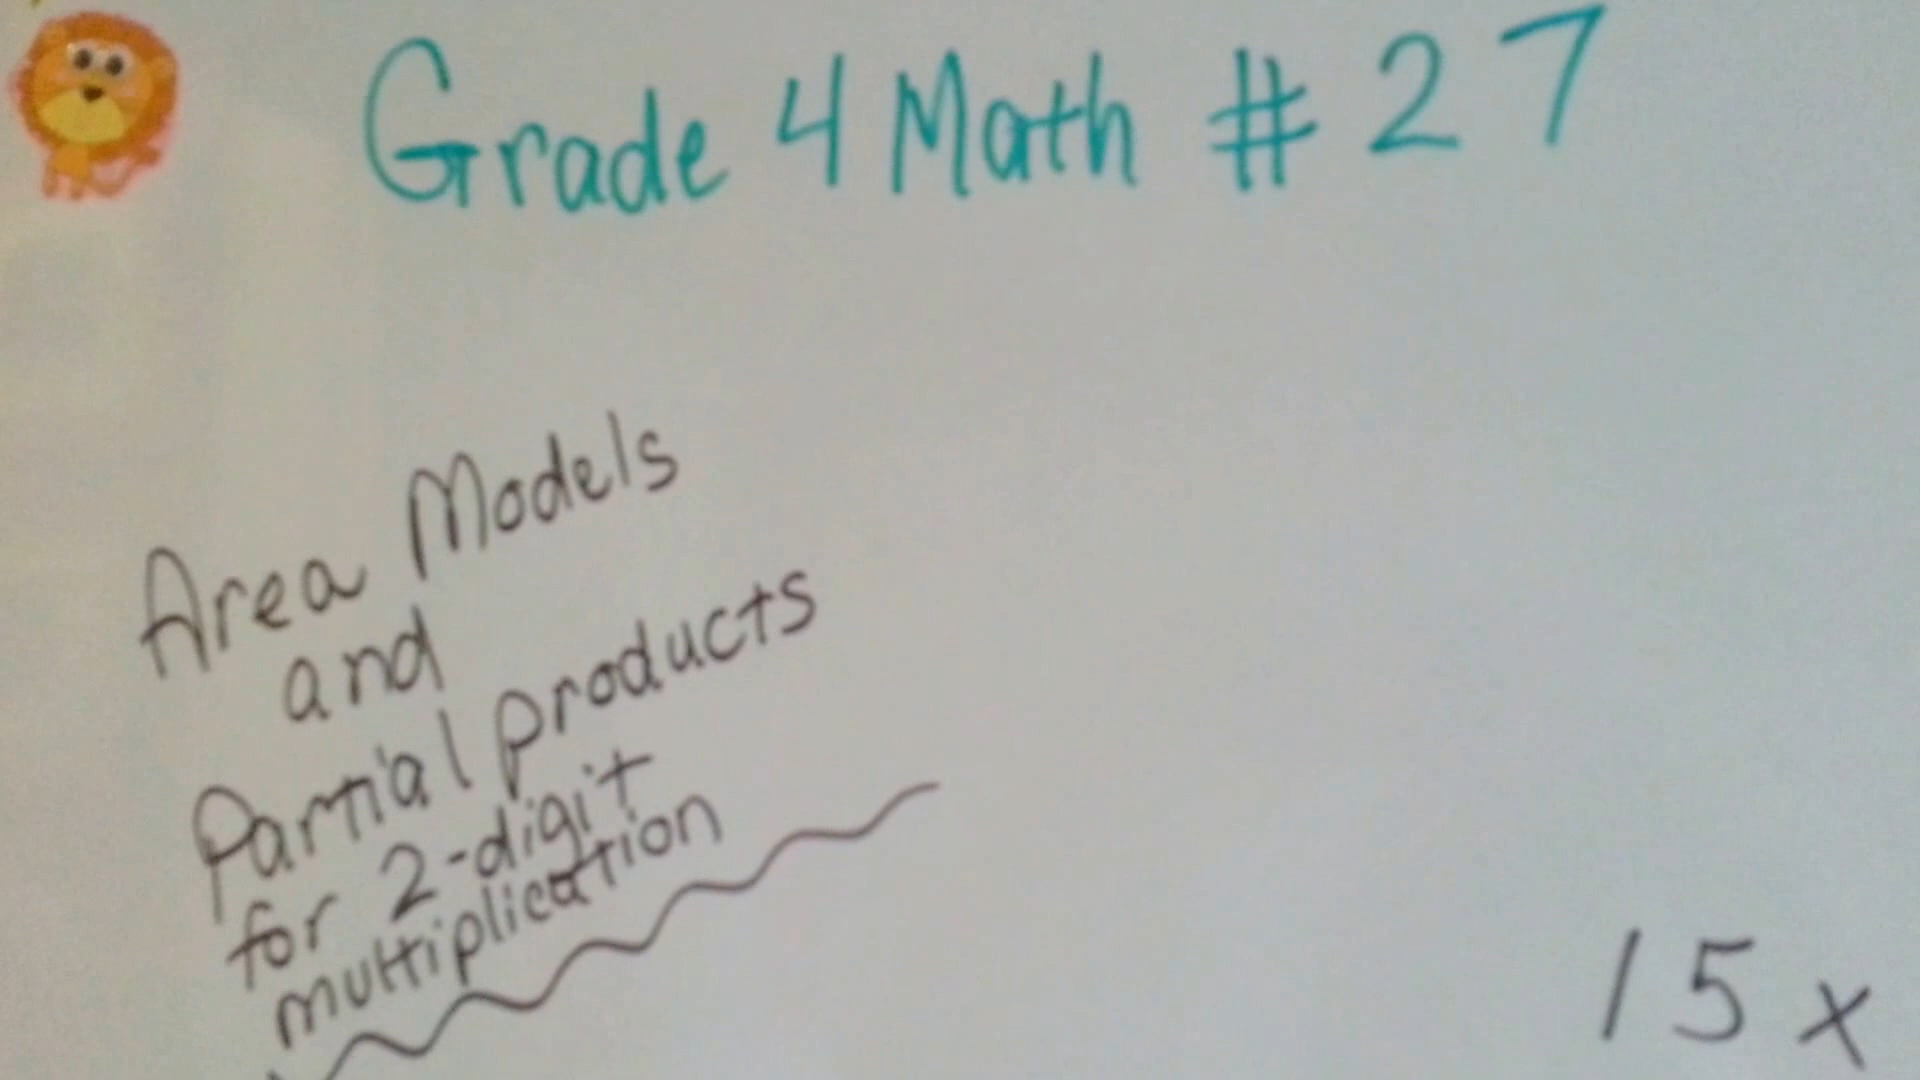 Grade 4 Math # 27
Area Models
and
Partial products
for 2-digit
multiplication
15 x